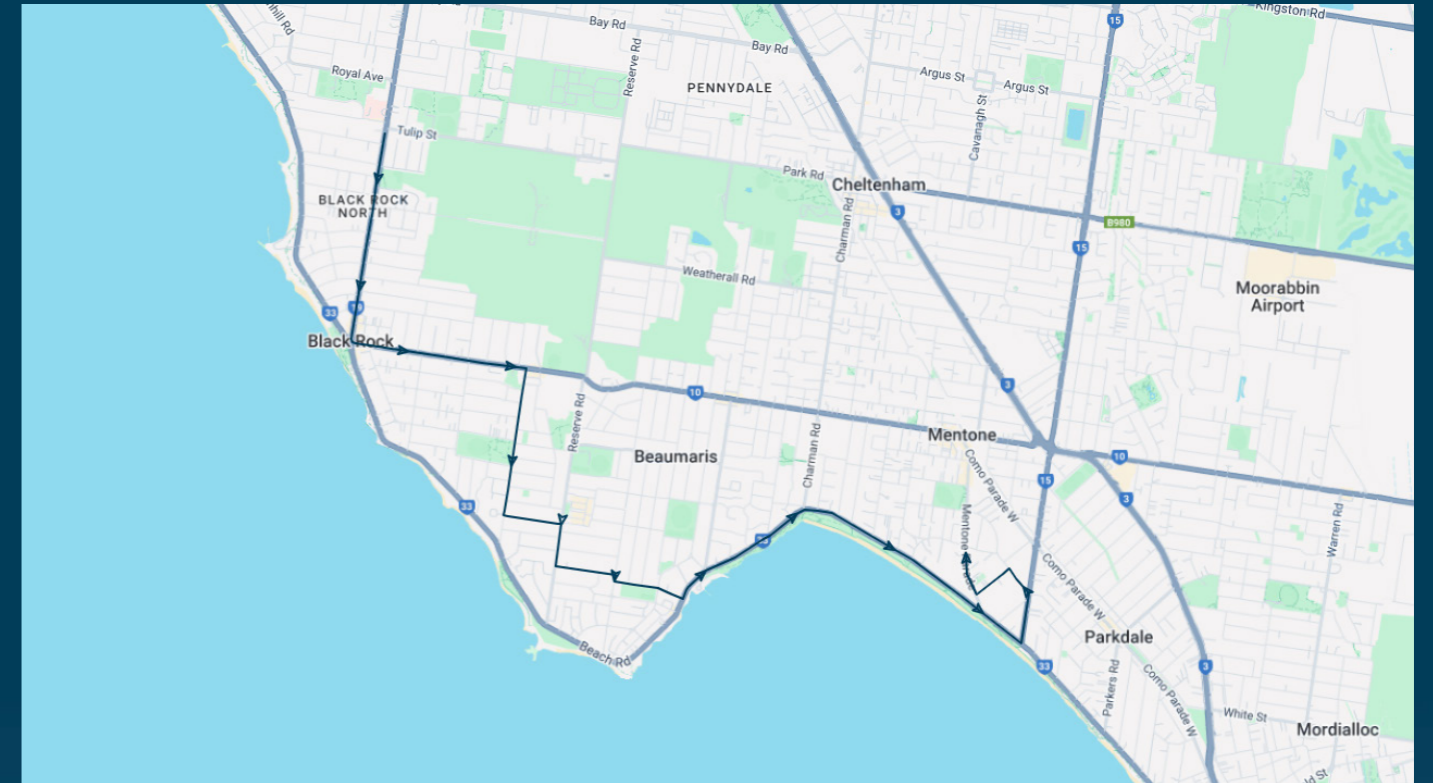 Kingston Rd
15
Bay Rd
Bay Rd
Royal Ave
Reserve Rd
PENNYDALE
Argus St
Argus St
Cavanagh St
Tulip St
Park Rd
Cheltenham
BLACK ROCK
NORTH
3
B980
Charman Rd
15
Weatherall Rd
Moorabbin
Airport
33
Black Rock
3
10
Reserve Rd
Charman Rd
Mentone
Beaumaris
10
Como Parade W
15
3
33
Mentone Parade
Warren Rd
Como Parade W
Beach Rd
Parkdale
33
3
Parkers Rd
Como Parade W
White St
Mordialloc